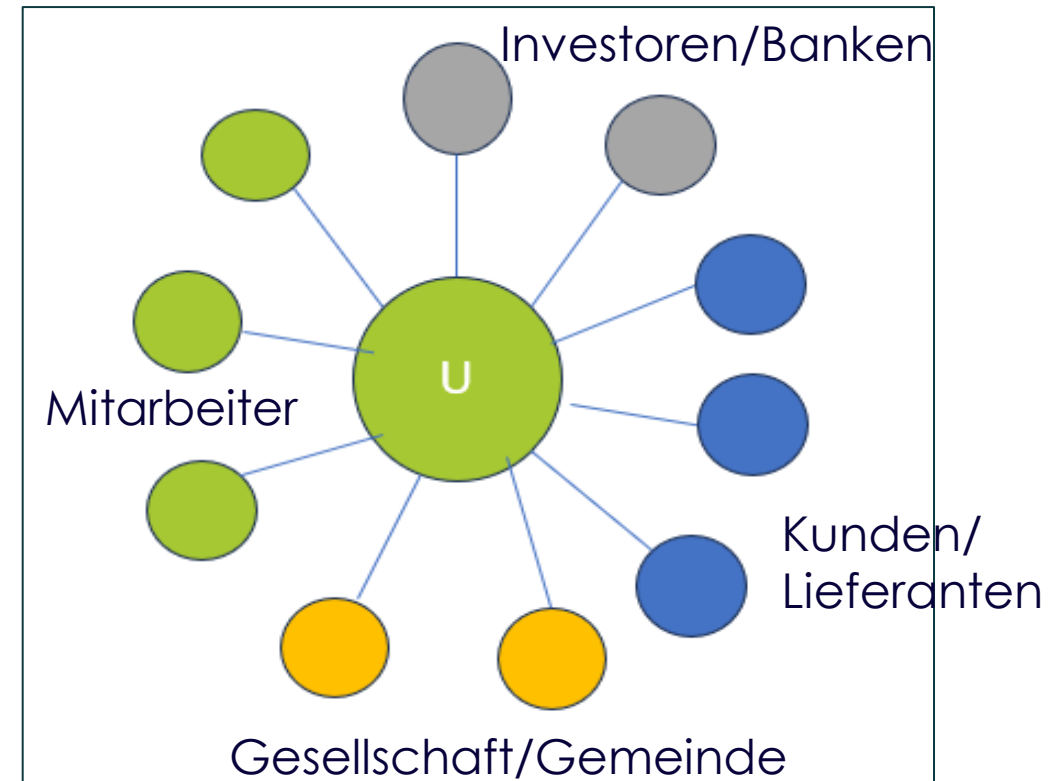 Investoren/Banken
U
Mitarbeiter
Kunden/
Lieferanten
Gesellschaft/Gemeinde